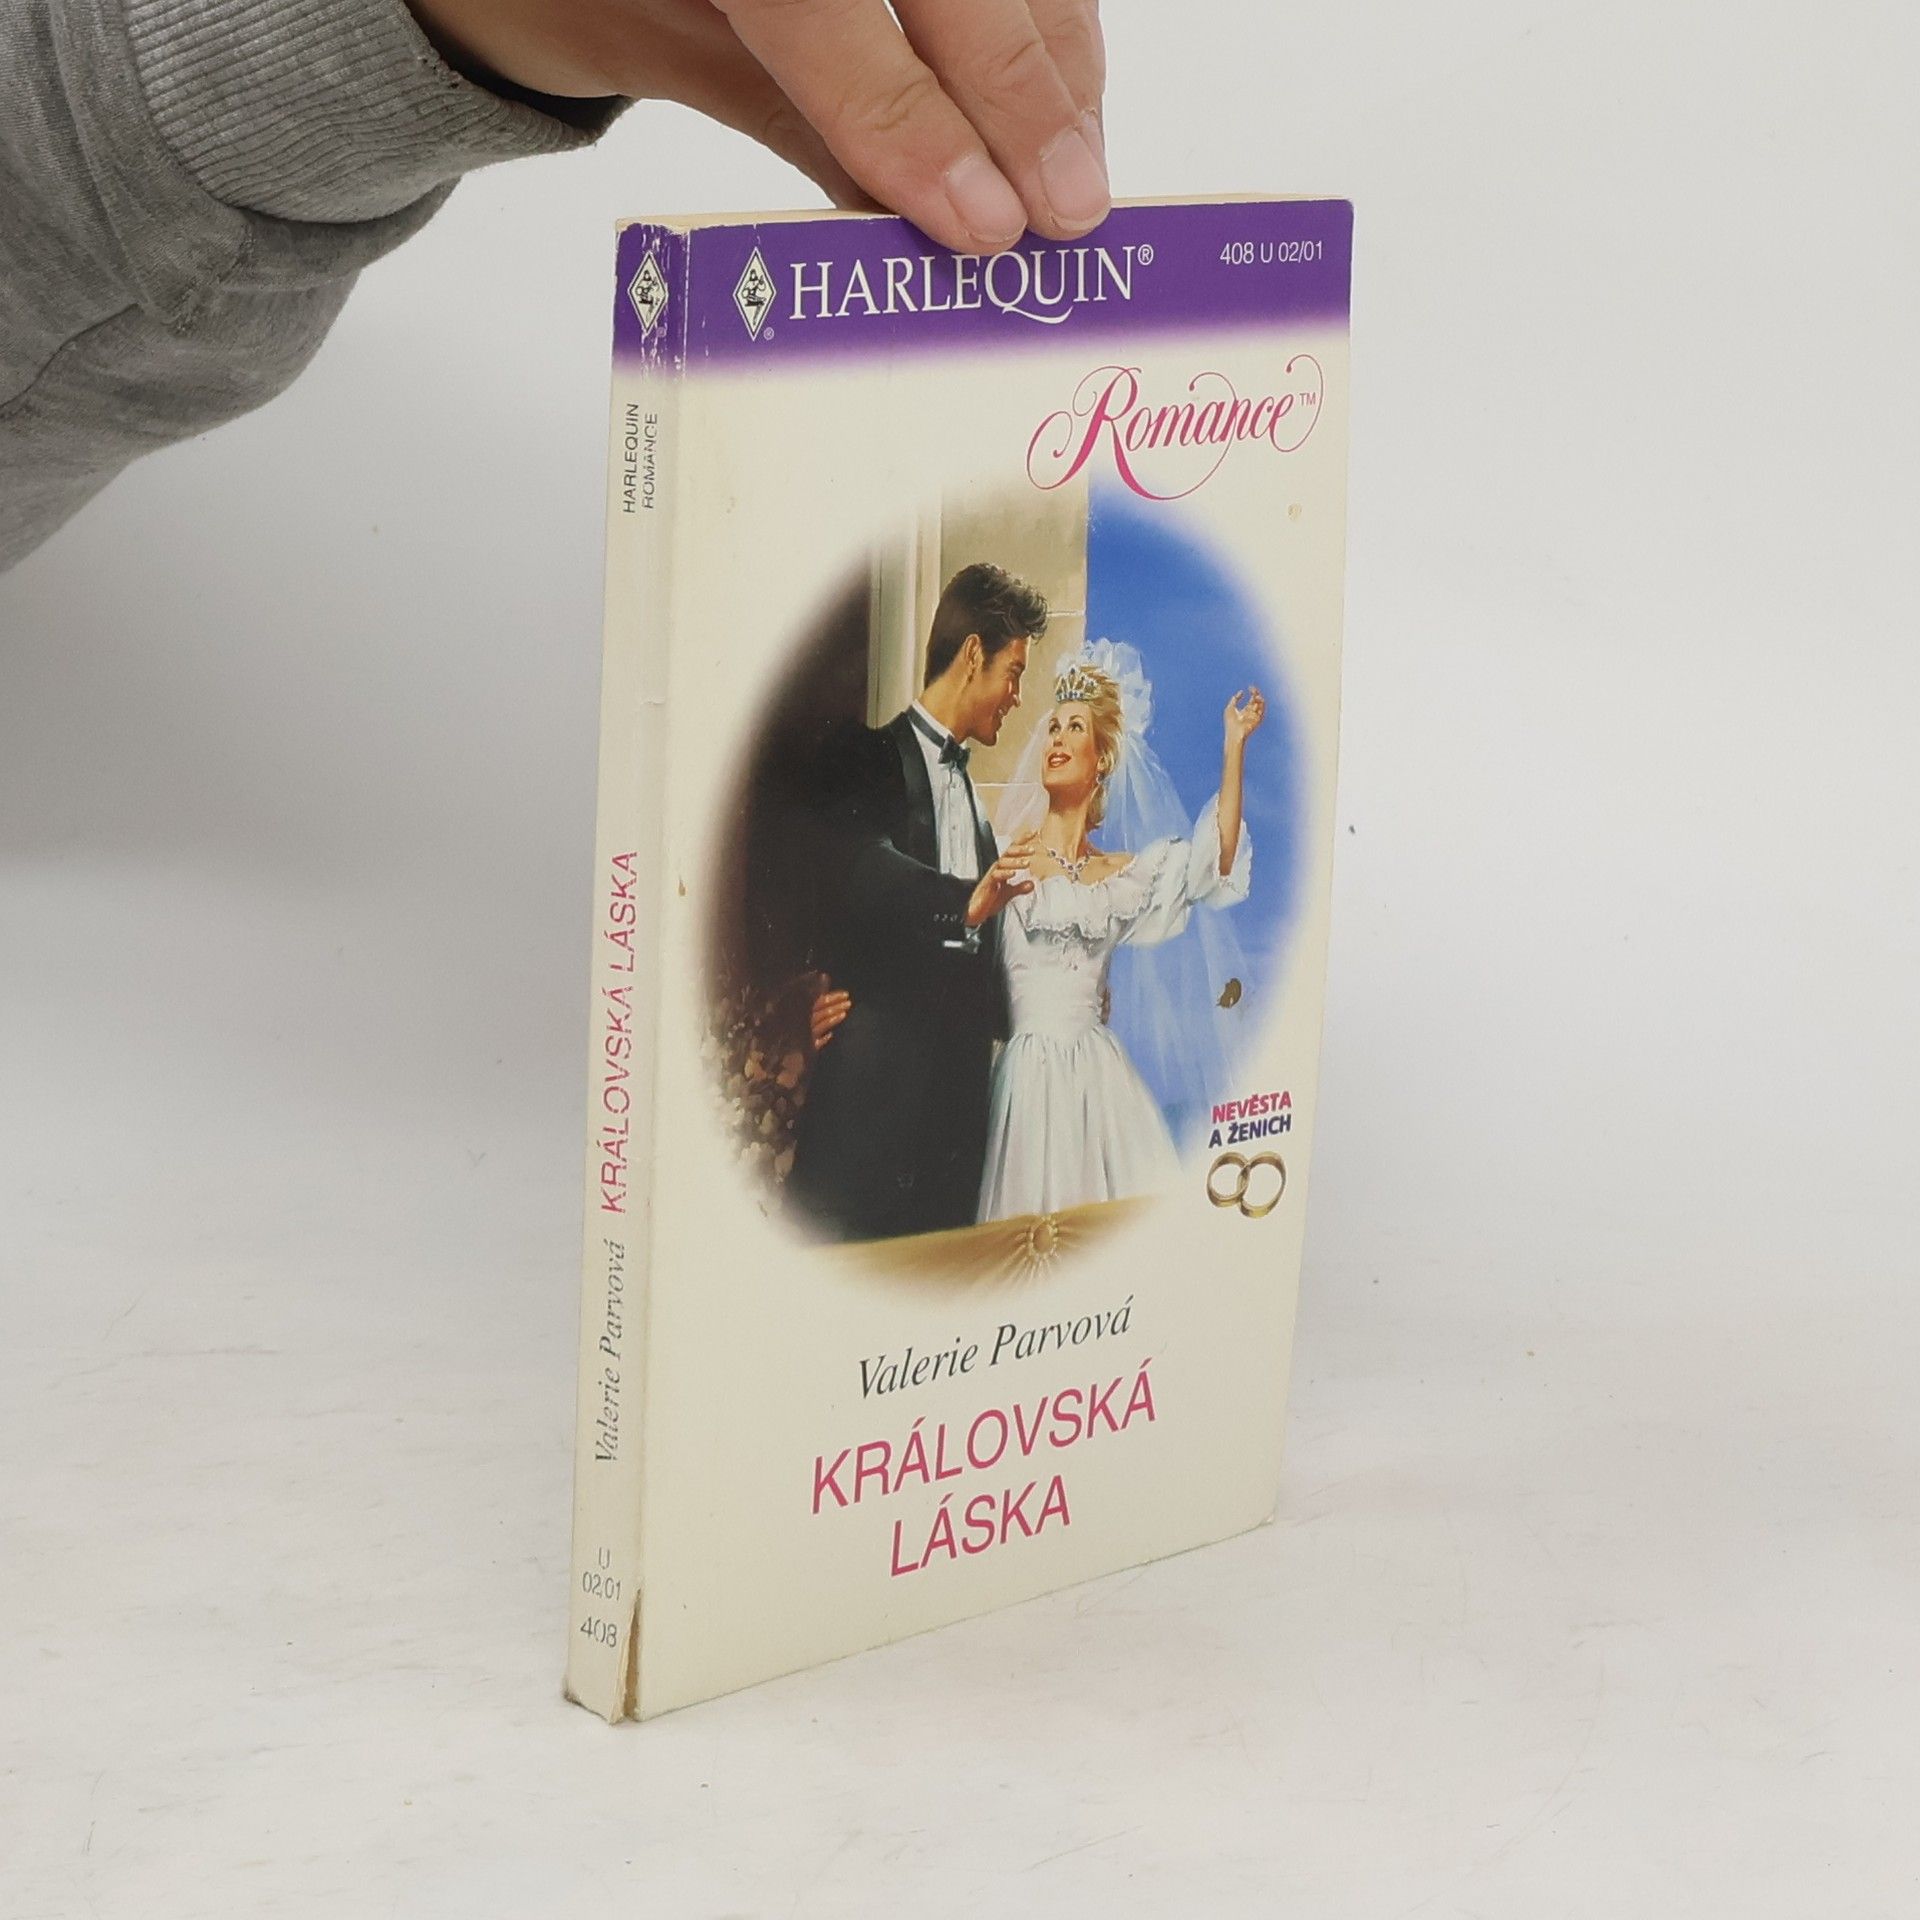 HARLEQUIN®
408 U 02/01
Romance™
NEVĚSTA
A ŽENICH
Valerie Parvová
KRÁLOVSKÁ
LÁSKA
HARLEQUIN
ROMANCE
Valerie Parvová KRÁLOVSKÁ LÁSKA
U
02/01
408